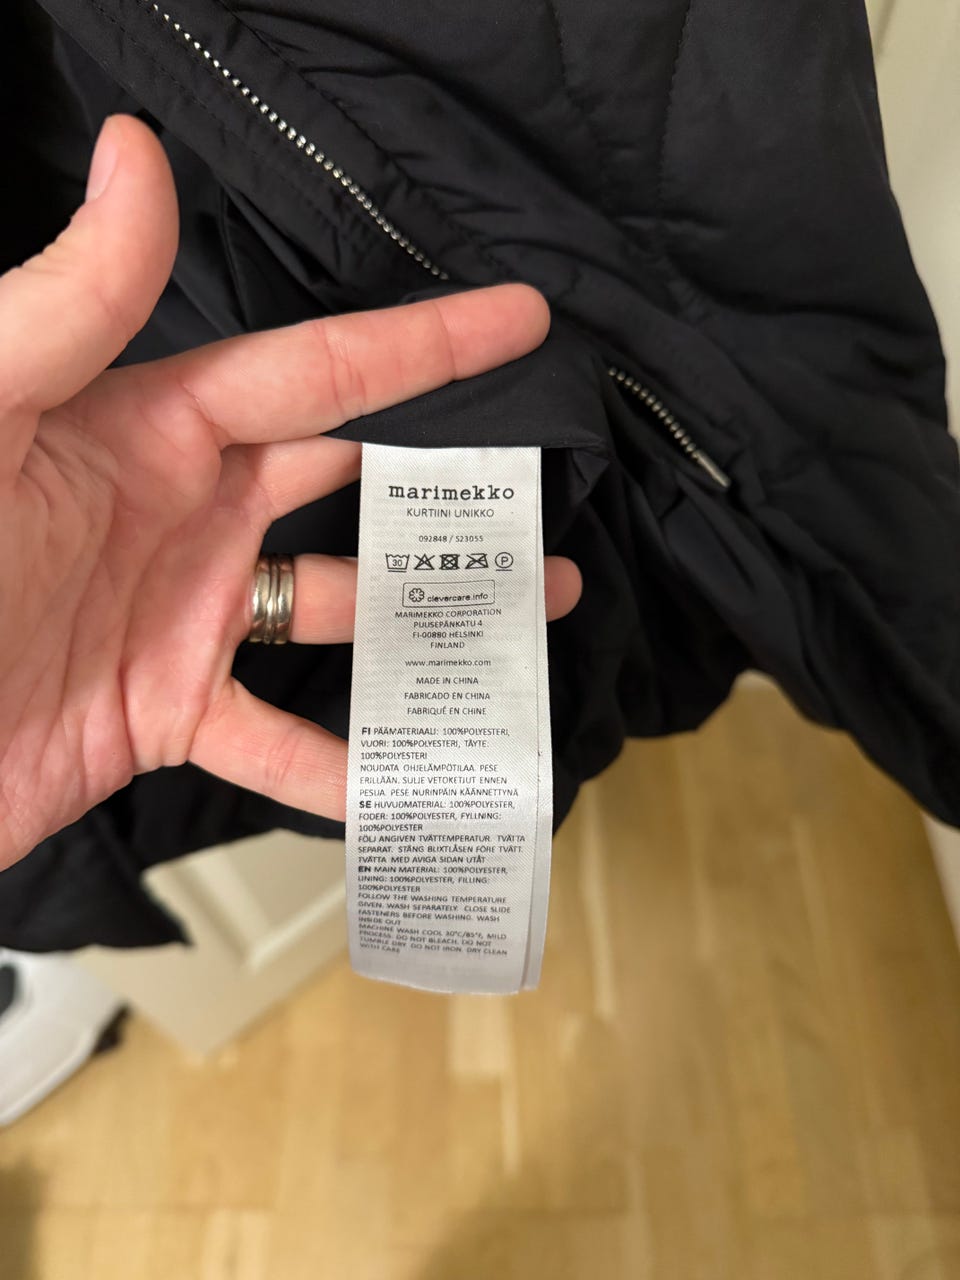 marimekko
KURTIINI UNIKKO
092848 / S23055
30 P
clevercare.info
MARIMEKKO CORPORATION
PUUSEPÄNKATU 4
FI-00880 HELSINKI
FINLAND
www.marimekko.com
MADE IN CHINA
FABRICADO EN CHINA
FABRIQUÉ EN CHINE
FI PÄÄMATERIAALI: 100%POLYESTERI,
VUORI: 100%POLYESTERI, TÄYTE:
100%POLYESTERI
NOUDATA OHJELÄMPÖTILAA. PESE
ERILLÄÄN. SULJE VETOKETJUT ENNEN
PESUA. PESE NURINPÄIN KÄÄNNETTYNÄ
SE HUVUDMATERIAL: 100%POLYESTER,
FODER: 100%POLYESTER, FYLLNING:
100%POLYESTER
FÖLJ ANGIVEN TVÄTTEMPERATUR. TVÄTTA
SEPARAT. STÄNG BLIXTLÅSEN FÖRE TVÄTT.
TVÄTTA MED AVIGA SIDAN UTÅT
EN MAIN MATERIAL: 100%POLYESTER,
LINING: 100%POLYESTER, FILLING:
100%POLYESTER
FOLLOW THE WASHING TEMPERATURE
GIVEN. WASH SEPARATELY. CLOSE SLIDE
FASTENERS BEFORE WASHING. WASH
INSIDE OUT
MACHINE WASH COOL 30°C/85°F, MILD
PROCESS. DO NOT BLEACH. DO NOT
TUMBLE DRY. DO NOT IRON. DRY CLEAN
WITH CARE